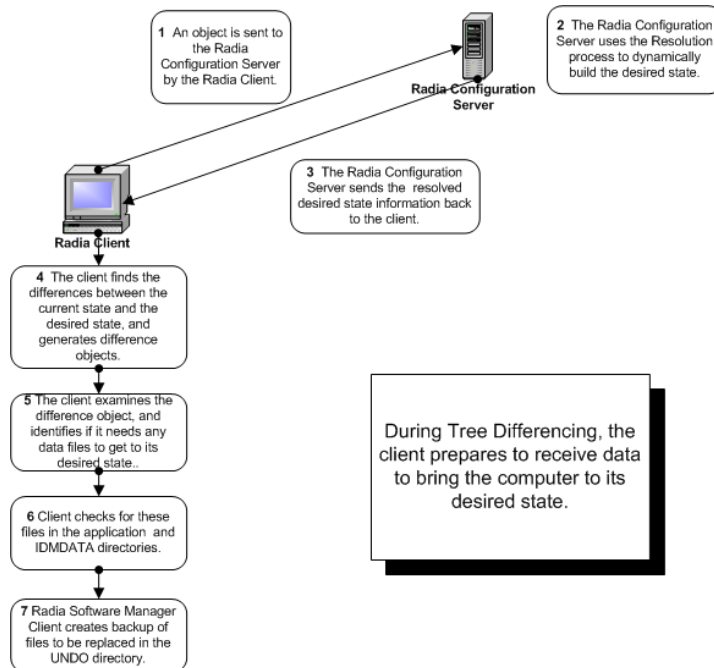 1 An object is sent to
the Radia
Configuration Server
by the Radia Client.
2 The Radia Configuration
Server uses the Resolution
process to dynamically
build the desired state.
Radia Configuration
Server
3 The Radia Configuration
Server sends the resolved
desired state information back
to the client.
Radia Client
4 The client finds the
differences between the
current state and the
desired state, and
generates difference
objects.
5 The client examines the
difference object, and
identifies if it needs any
data files to get to its
desired state..
6 Client checks for these
files in the application and
IDMDATA directories.
7 Radia Software Manager
Client creates backup of
files to be replaced in the
UNDO directory.
During Tree Differencing, the
client prepares to receive data
to bring the computer to its
desired state.